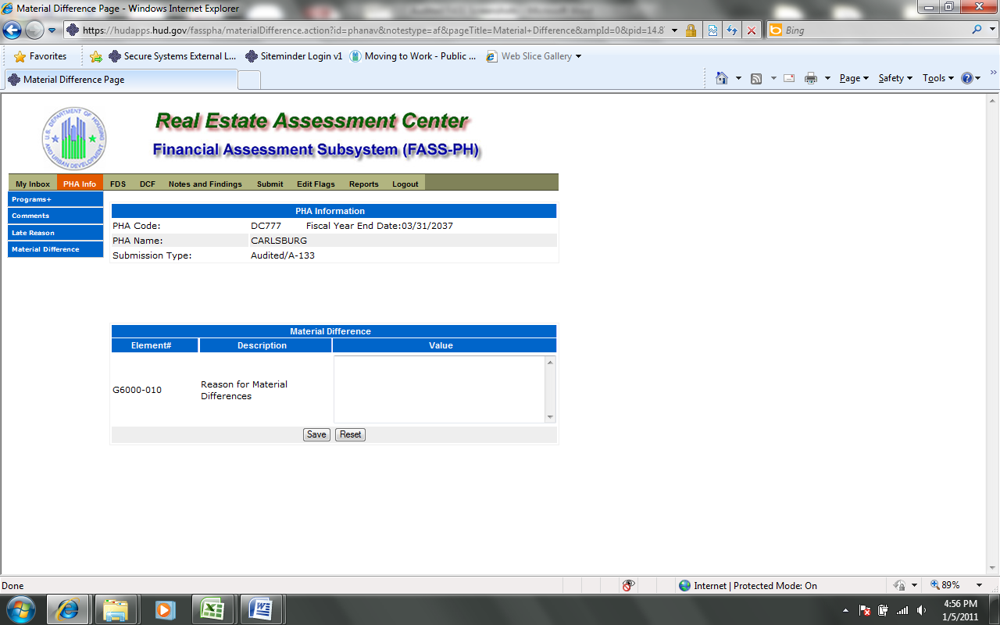 Material Difference Page - Windows Internet Explorer
https://hudapps.hud.gov/fasspha/materialDifference.action?id=phanav&notestype=af&pageTitle=Material+Difference&ampId=0&pid=14.8
Bing
Favorites Secure Systems External L... Siteminder Login v1 Moving to Work - Public ... Web Slice Gallery
Material Difference Page
Page Safety Tools
U.S. DEPARTMENT OF HOUSING AND URBAN DEVELOPMENT
Real Estate Assessment Center
Financial Assessment Subsystem (FASS-PH)
My Inbox PHA Info FDS DCF Notes and Findings Submit Edit Flags Reports Logout
Programs+
Comments
Late Reason
Material Difference
PHA Information
PHA Code: DC777 Fiscal Year End Date:03/31/2037
PHA Name: CARLSBURG
Submission Type: Audited/A-133
Material Difference
Element# Description Value
G6000-010 Reason for Material
Differences
Save Reset
Done Internet | Protected Mode: On 89%
4:56 PM
1/5/2011